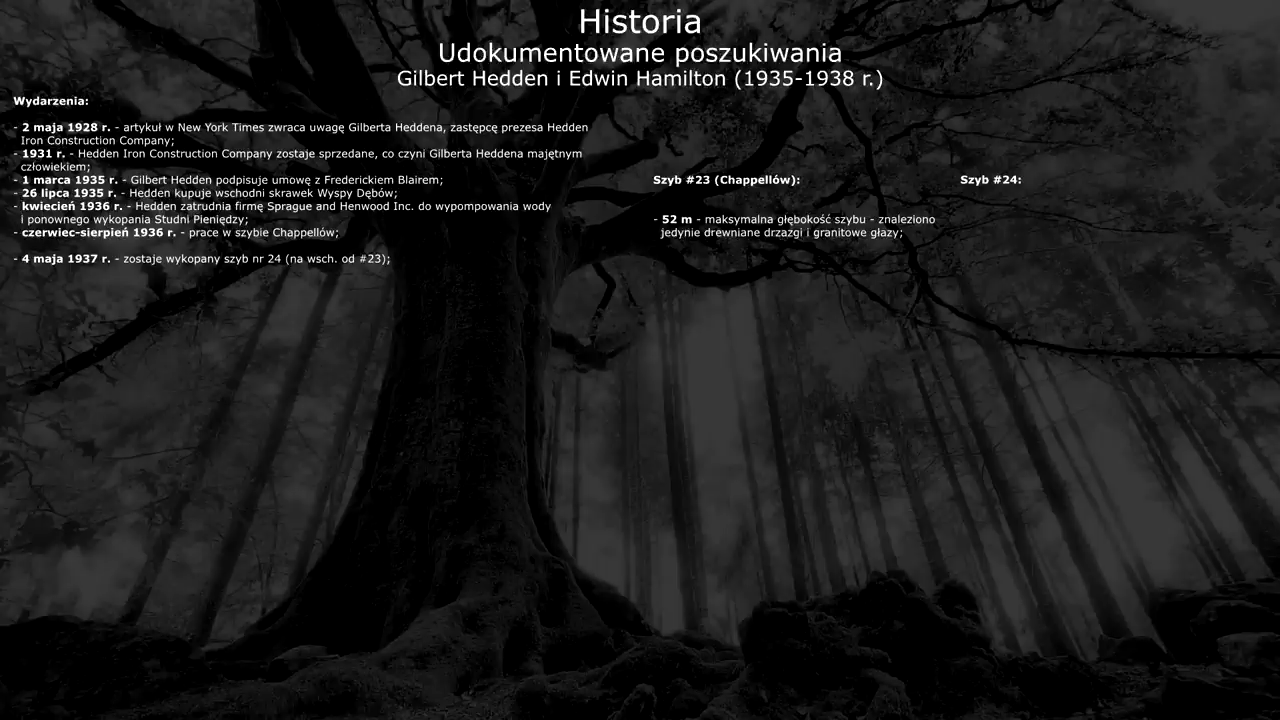 Historia
Udokumentowane poszukiwania
Gilbert Hedden i Edwin Hamilton (1935-1938 r.)
Wydarzenia:
- 2 maja 1928 r. - artykuł w New York Times zwraca uwagę Gilberta Heddena, zastępcę prezesa Hedden
Iron Construction Company;
- 1931 r. - Hedden Iron Construction Company zostaje sprzedane, co czyni Gilberta Heddena majętnym
człowiekiem;
- 1 marca 1935 r. - Gilbert Hedden podpisuje umowę z Frederickiem Blairem;
- 26 lipca 1935 r. - Hedden kupuje wschodni skrawek Wyspy Dębów;
- kwiecień 1936 r. - Hedden zatrudnia firmę Sprague and Henwood Inc. do wypompowania wody
i ponownego wykopania Studni Pieniędzy;
- czerwiec-sierpień 1936 r. - prace w szybie Chappellów;
- 4 maja 1937 r. - zostaje wykopany szyb nr 24 (na wsch. od #23);
Szyb #23 (Chappellów):
- 52 m - maksymalna głębokość szybu - znaleziono
jedynie drewniane drzazgi i granitowe głazy;
Szyb #24: